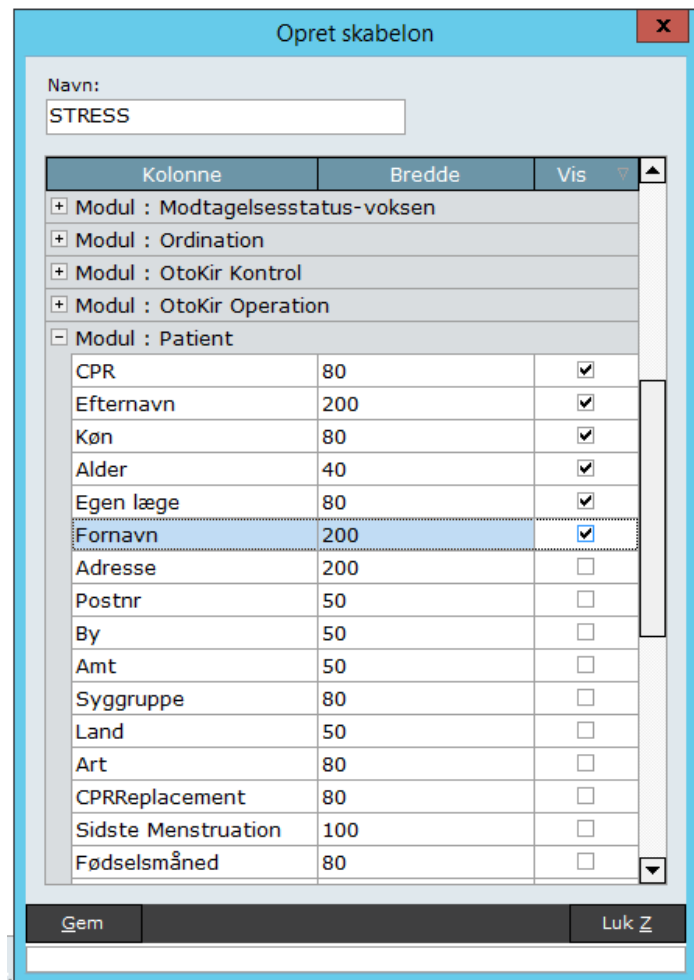 Opret skabelon
x
Navn:
STRESS
Kolonne Bredde Vis
Modul : Modtagelsesstatus-voksen
Modul : Ordination
Modul : OtoKir Kontrol
Modul : OtoKir Operation
Modul : Patient
CPR 80
Efternavn 200
Køn 80
Alder 40
Egen læge 80
Fornavn 200
Adresse 200
Postnr 50
By 50
Amt 50
Syggruppe 80
Land 50
Art 80
CPRReplacement 80
Sidste Menstruation 100
Fødselsmåned 80
Gem Luk Z